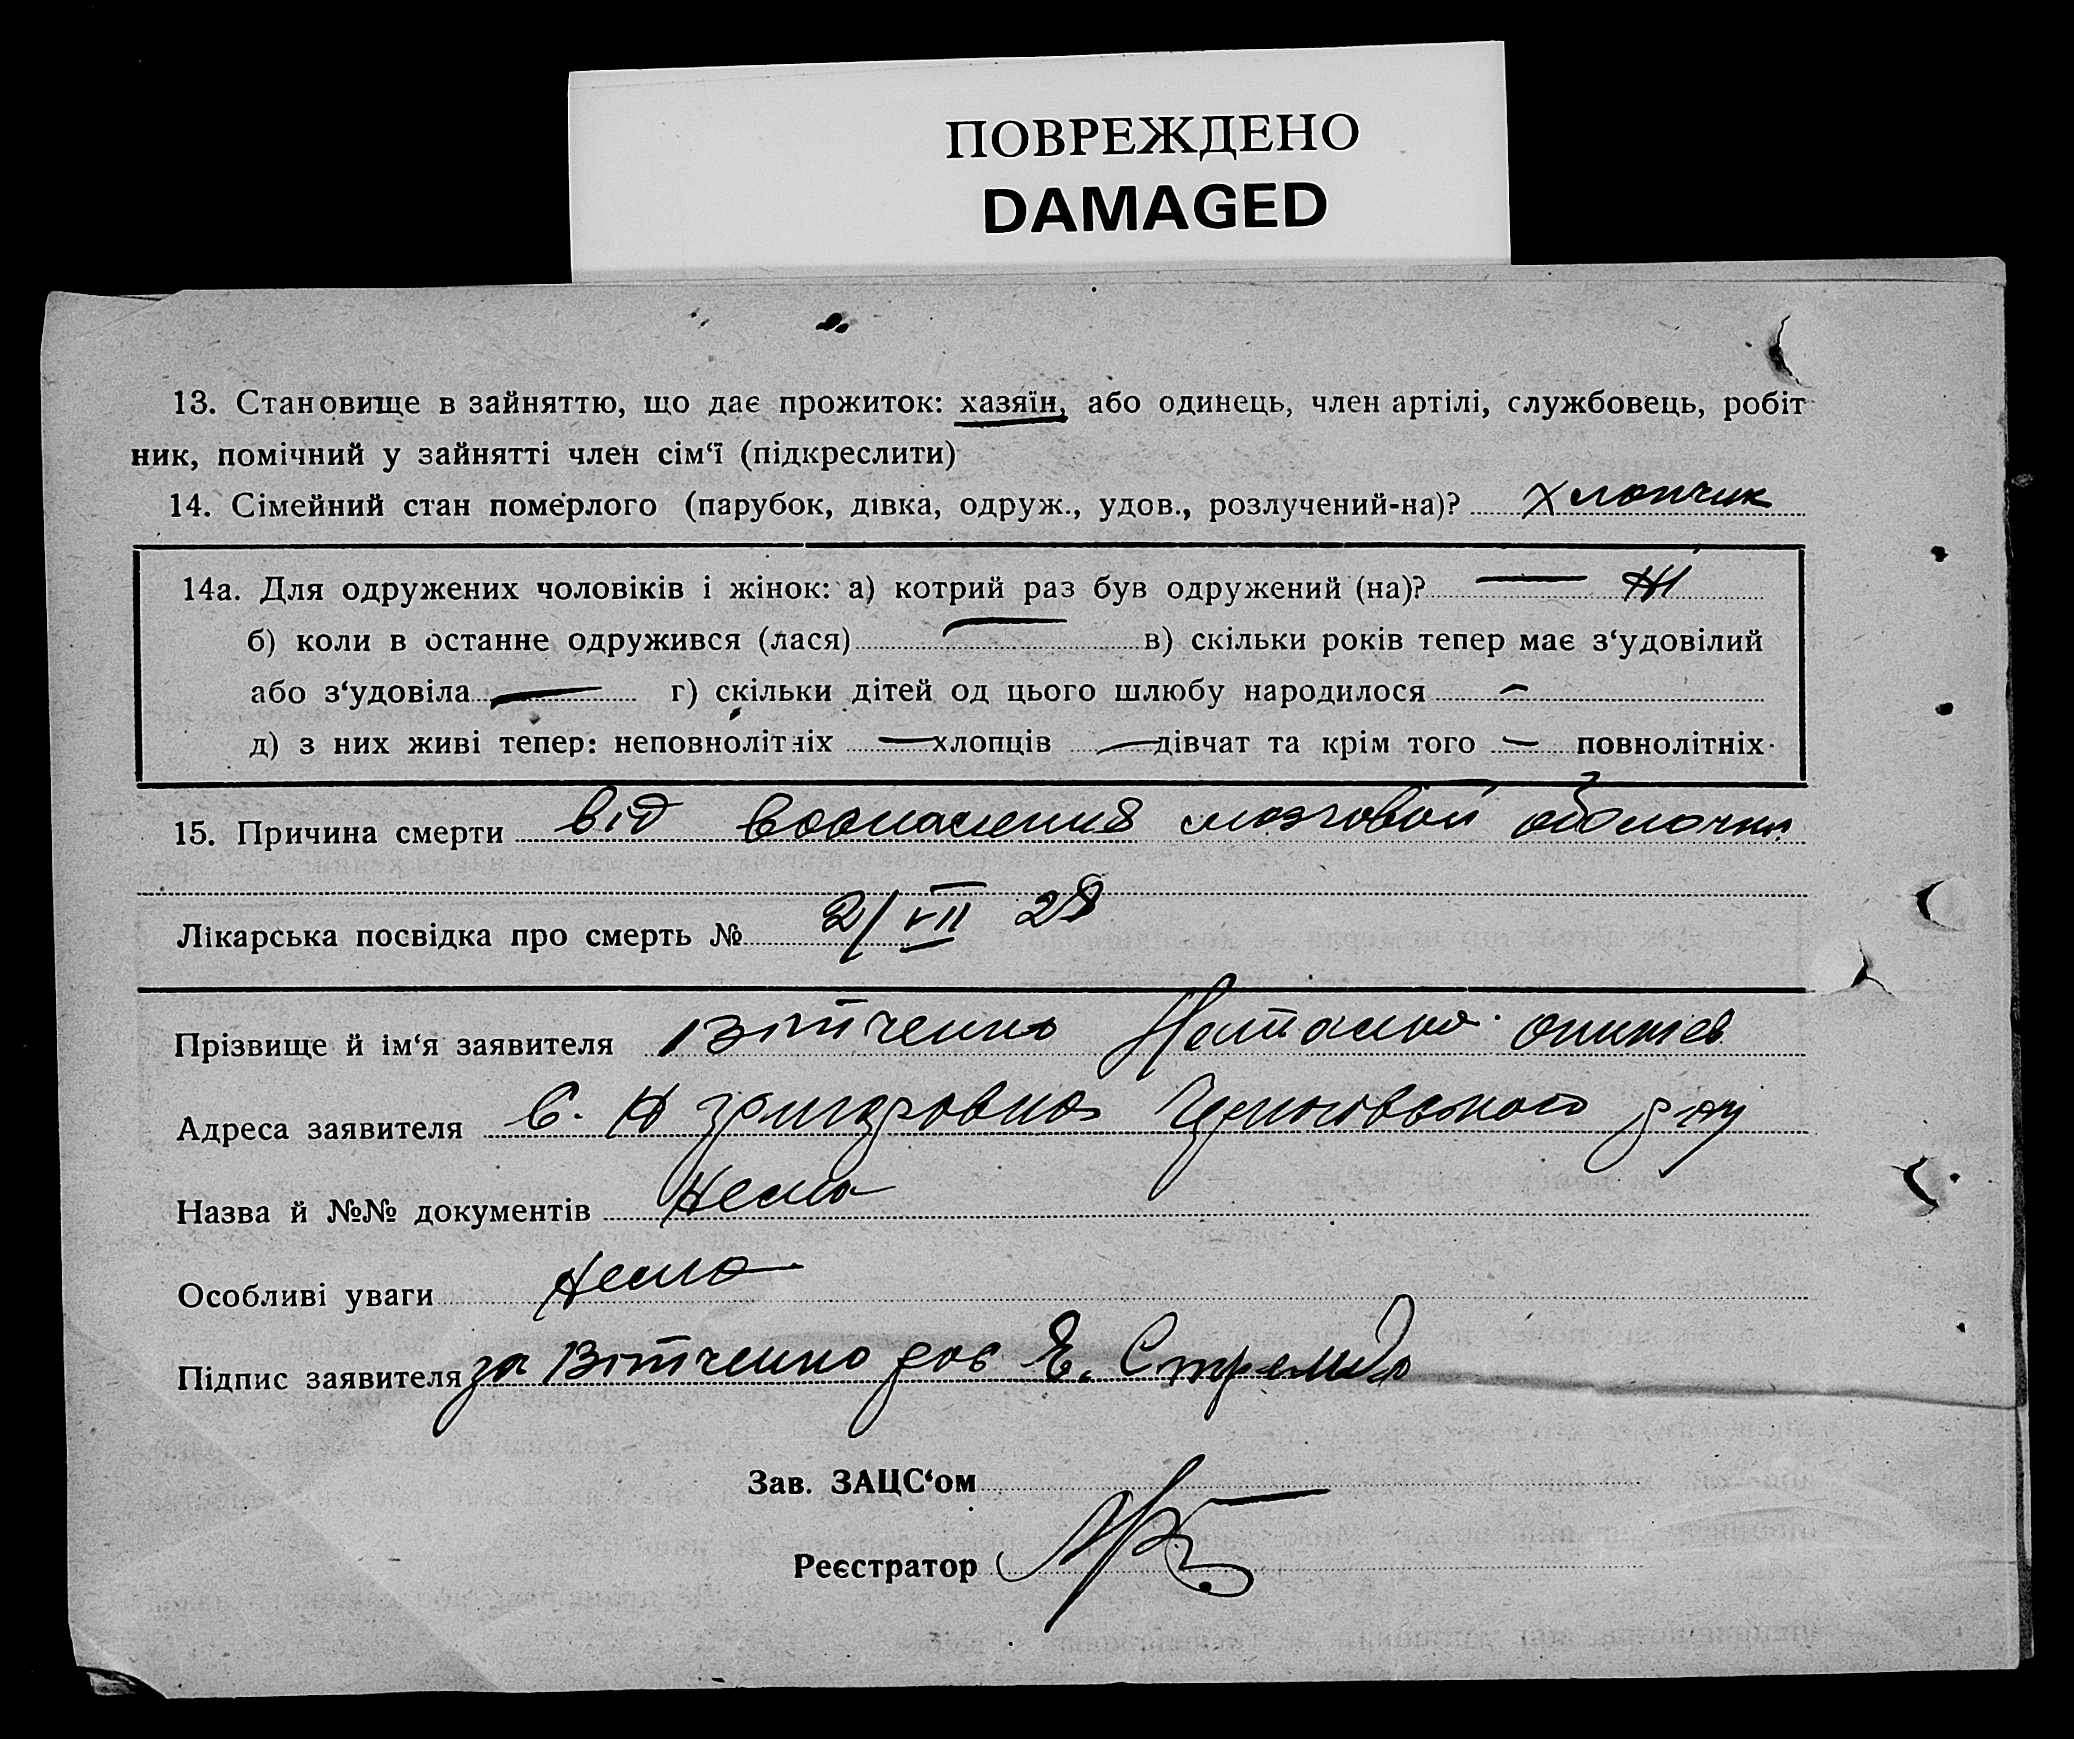 ПОВРЕЖДЕНО
DAMAGED
13. Становище в зайняттю, що дає прожиток: хазяїн, або одинець, член артілі, службовець, робіт
ник, помічний у зайнятті член сім‘ї (підкреслити)
14. Сімейний стан померлого (парубок, дівка, одруж., удов., розлучений-на)? хлопчик
14а. Для одружених чоловіків і жінок: а) котрий раз був одружений (на)? —
б) коли в останне одружився (лася) — в) скільки років тепер має з‘удовілий
або з‘удовіла — г) скільки дітей од цього шлюбу народилося —
д) з них живі тепер: неповнолітніх — хлопців — дівчат та крім того — повнолітніх
15. Причина смерти від воспаления мозговой оболочки
Лікарська посвідка про смерть № 2/VII 28
Прізвище й ім‘я заявителя Вітченко
Адреса заявителя С.
Назва й №№ документів Нема
Особливі уваги Нема
Підпис заявителя за Вітченко Е.
Зав. ЗАЦС‘ом
Реєстратор